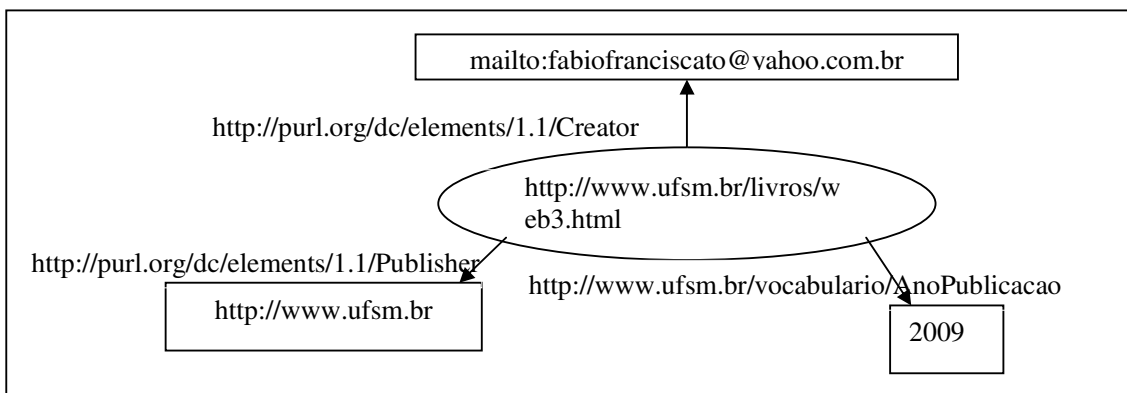 mailto:fabiofranciscato@yahoo.com.br
http://purl.org/dc/elements/1.1/Creator
http://www.ufsm.br/livros/w
eb3.html
http://purl.org/dc/elements/1.1/Publisher
http://www.ufsm.br/vocabulario/AnoPublicacao
http://www.ufsm.br
2009